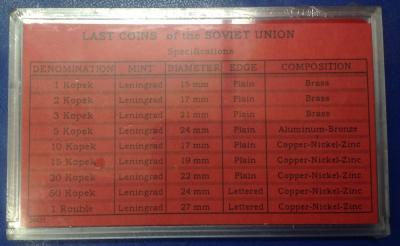 LAST COINS of the SOVIET UNION
Specifications
DENOMINATION MINT DIAMETER EDGE COMPOSITION
1 Kopek Leningrad 15 mm Plain Brass
2 Kopek Leningrad 17 mm Plain Brass
3 Kopek Leningrad 21 mm Plain Brass
5 Kopek Leningrad 24 mm Plain Aluminum-Bronze
10 Kopek Leningrad 17 mm Plain Copper-Nickel-Zinc
15 Kopek Leningrad 19 mm Plain Copper-Nickel-Zinc
20 Kopek Leningrad 22 mm Plain Copper-Nickel-Zinc
50 Kopek Leningrad 24 mm Lettered Copper-Nickel-Zinc
1 Rouble Leningrad 27 mm Lettered Copper-Nickel-Zinc